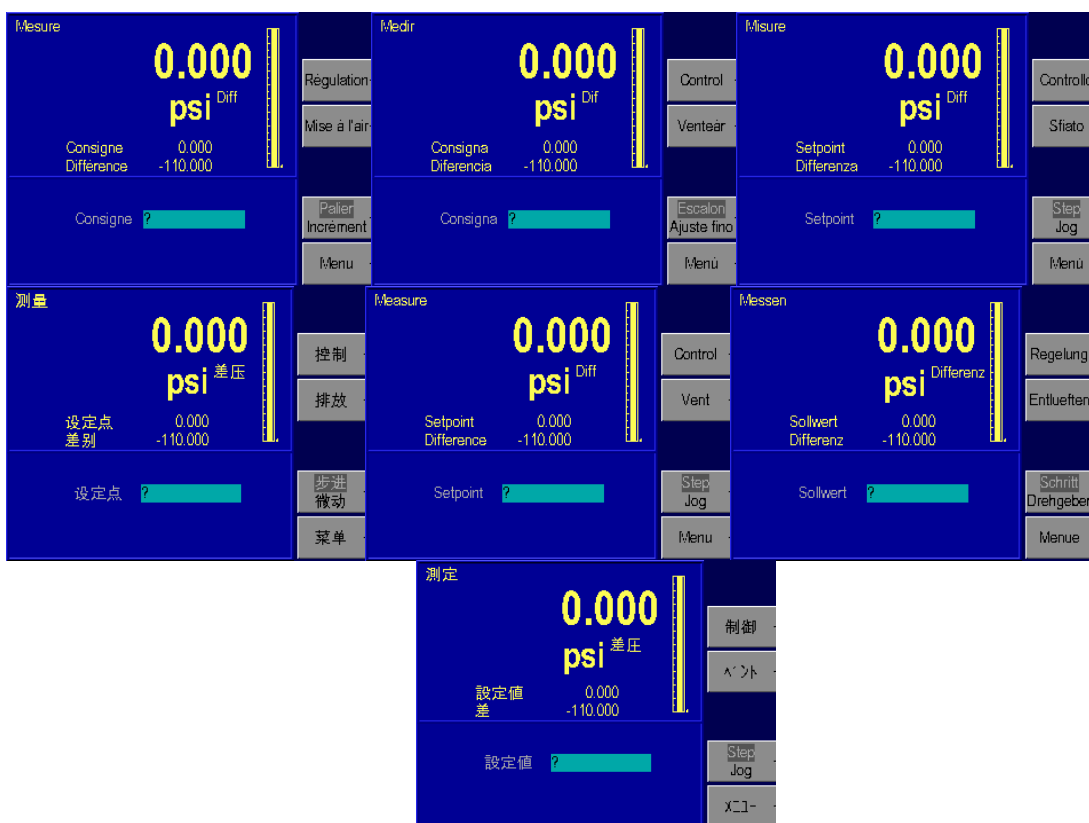 Mesure
0.000
psi Diff
Consigne 0.000
Différence -110.000
Consigne ?
Régulation
Mise à l'air
Palier
Incrément
Menu
Medir
0.000
psi Dif
Consigna 0.000
Diferencia -110.000
Consigna ?
Control
Venteàr
Escalon
Ajuste fino
Menú
Misure
0.000
psi Diff
Setpoint 0.000
Differenza -110.000
Setpoint ?
Controllo
Sfiato
Step
Jog
Menù
测量
0.000
psi 差压
设定点 0.000
差别 -110.000
设定点 ?
控制
排放
步进
微动
菜单
Measure
0.000
psi Diff
Setpoint 0.000
Difference -110.000
Setpoint ?
Control
Vent
Step
Jog
Menu
Messen
0.000
psi Differenz
Sollwert 0.000
Differenz -110.000
Sollwert ?
Regelung
Entlueften
Schritt
Drehgeber
Menue
測定
0.000
psi 差圧
設定値 0.000
差 -110.000
設定値 ?
制御
ベント
Step
Jog
メニュー